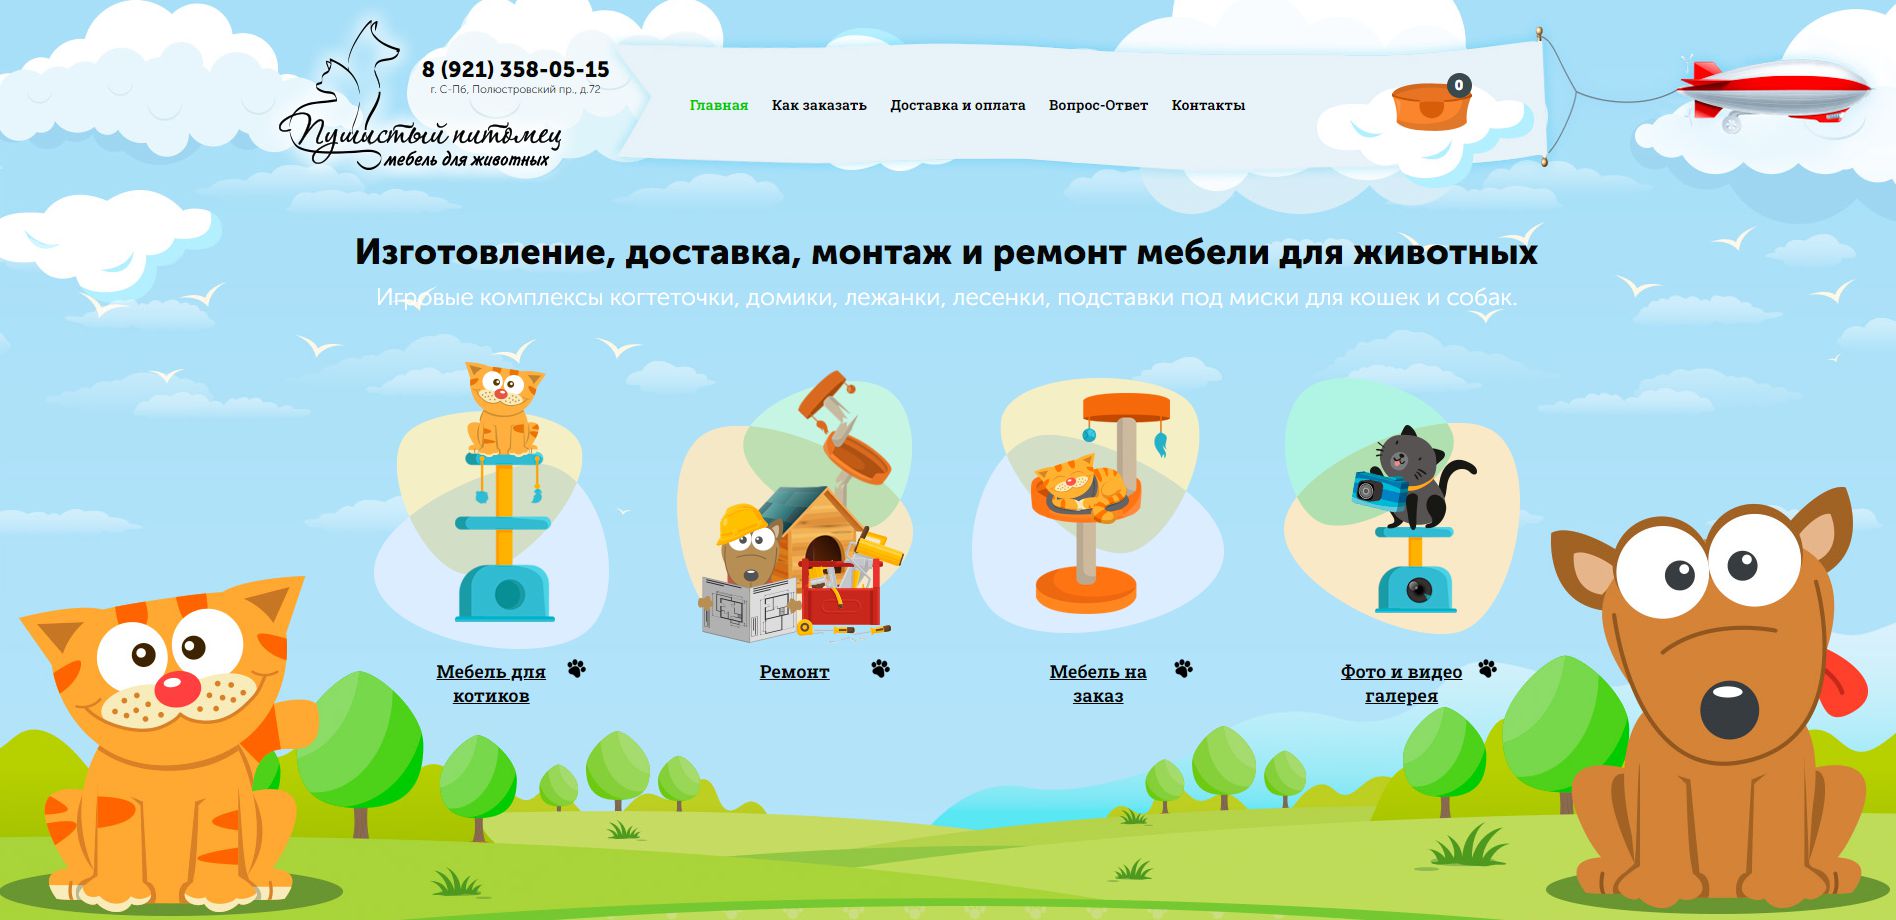 Пушистый питомец
мебель для животных
8 (921) 358-05-15
г. С-Пб, Полюстровский пр., д.72
Главная Как заказать Доставка и оплата Вопрос-Ответ Контакты
0
Изготовление, доставка, монтаж и ремонт мебели для животных
Игровые комплексы когтеточки, домики, лежанки, лесенки, подставки под миски для кошек и собак.
Мебель для
котиков
Ремонт
Мебель на
заказ
Фото и видео
галерея